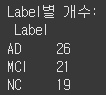 Label별 개수:
Label
AD 26
MCI 21
NC 19